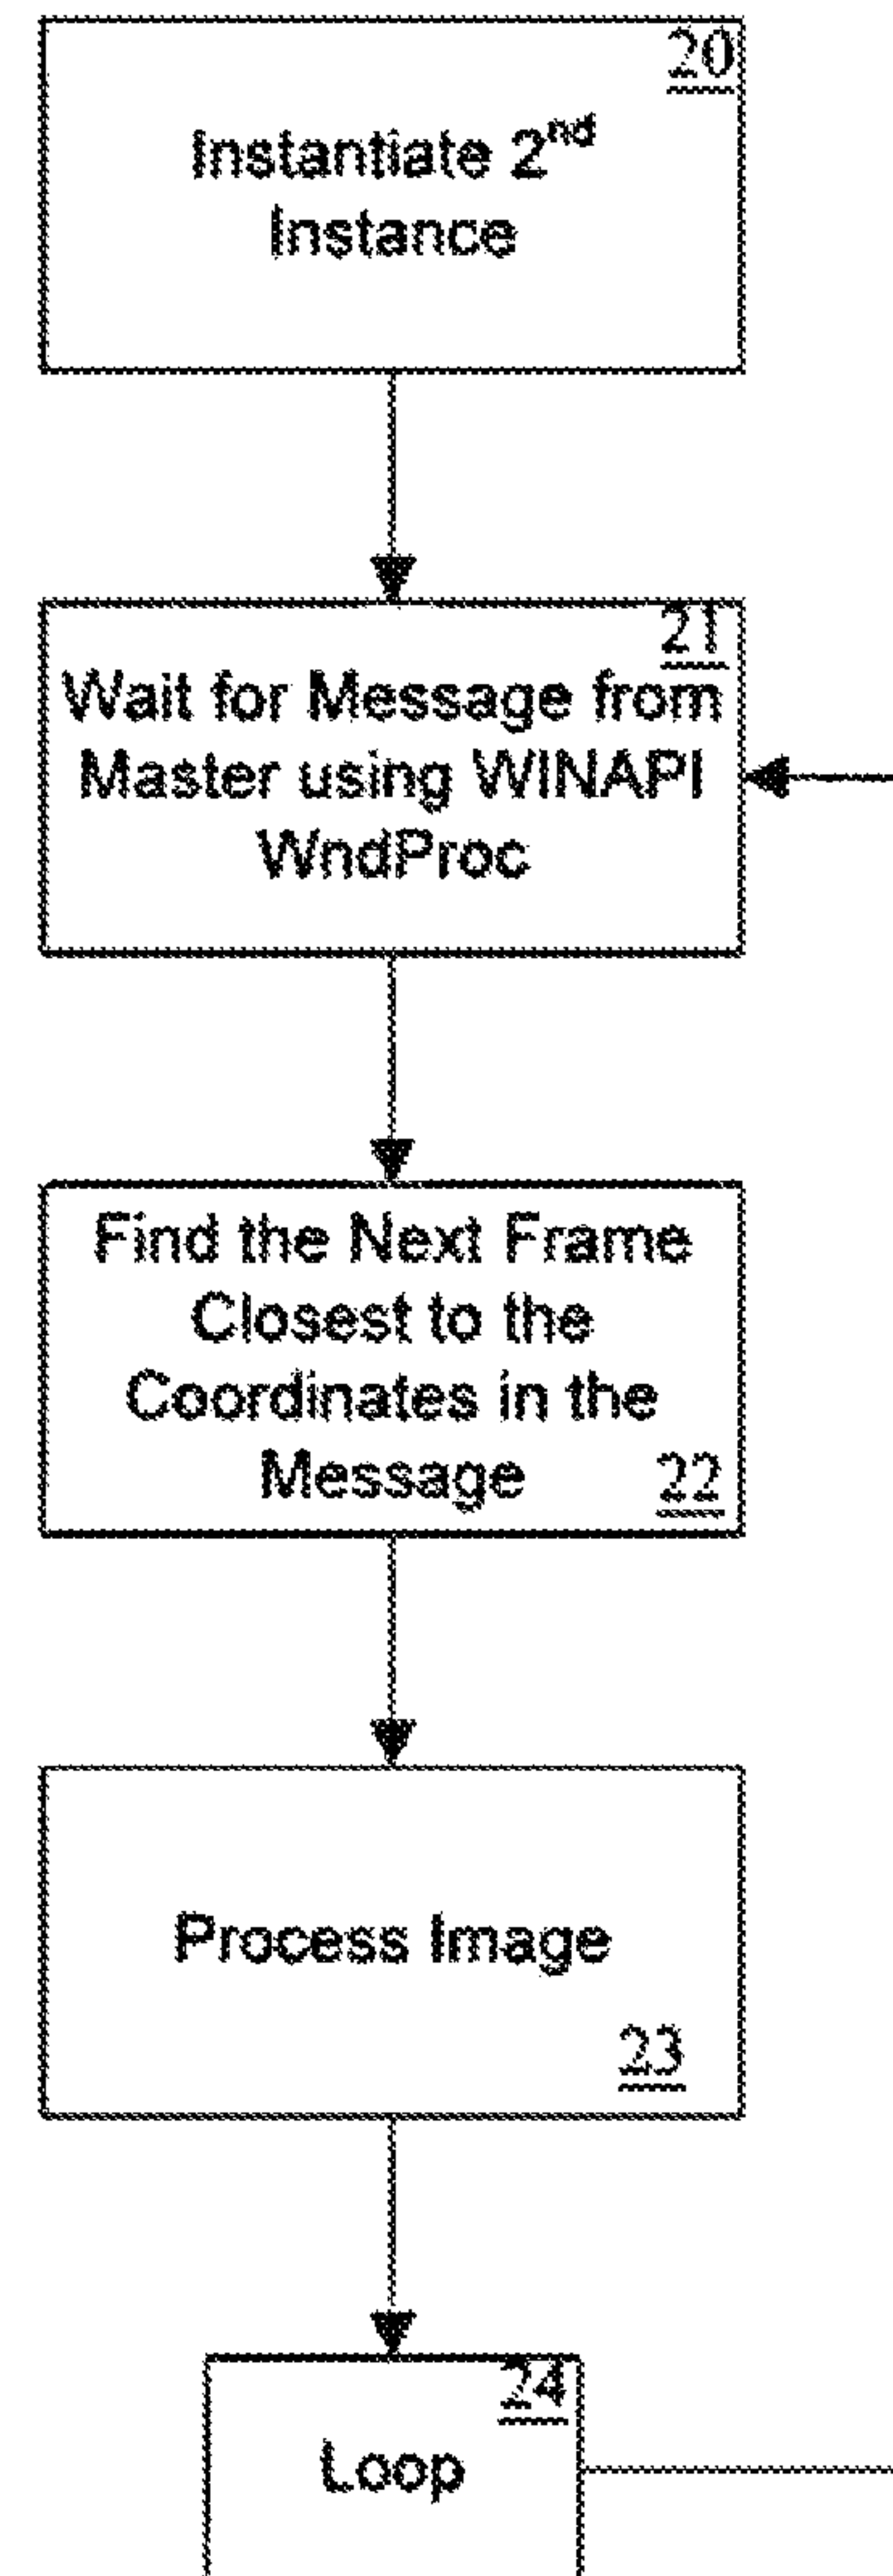 20
Instantiate 2nd
Instance
21
Wait for Message from
Master using WINAPI
WndProc
Find the Next Frame
Closest to the
Coordinates in the
Message 22
Process Image
23
24
Loop